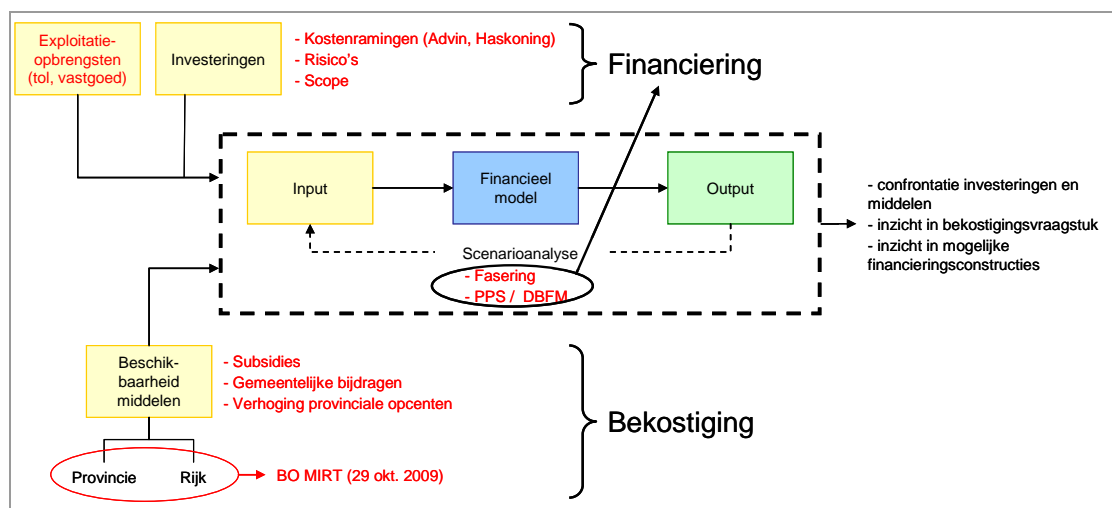 Exploitatie-
opbrengsten
(tol, vastgoed)
Investeringen
- Kostenramingen (Advin, Haskoning)
- Risico's
- Scope
Financiering
Input
Financieel
model
Output
Scenarioanalyse
- Fasering
- PPS / DBFM
- confrontatie investeringen en
middelen
- inzicht in bekostigingsvraagstuk
- inzicht in mogelijke
financieringsconstructies
Beschik-
baarheid
middelen
- Subsidies
- Gemeentelijke bijdragen
- Verhoging provinciale opcenten
Bekostiging
Provincie
Rijk
BO MIRT (29 okt. 2009)